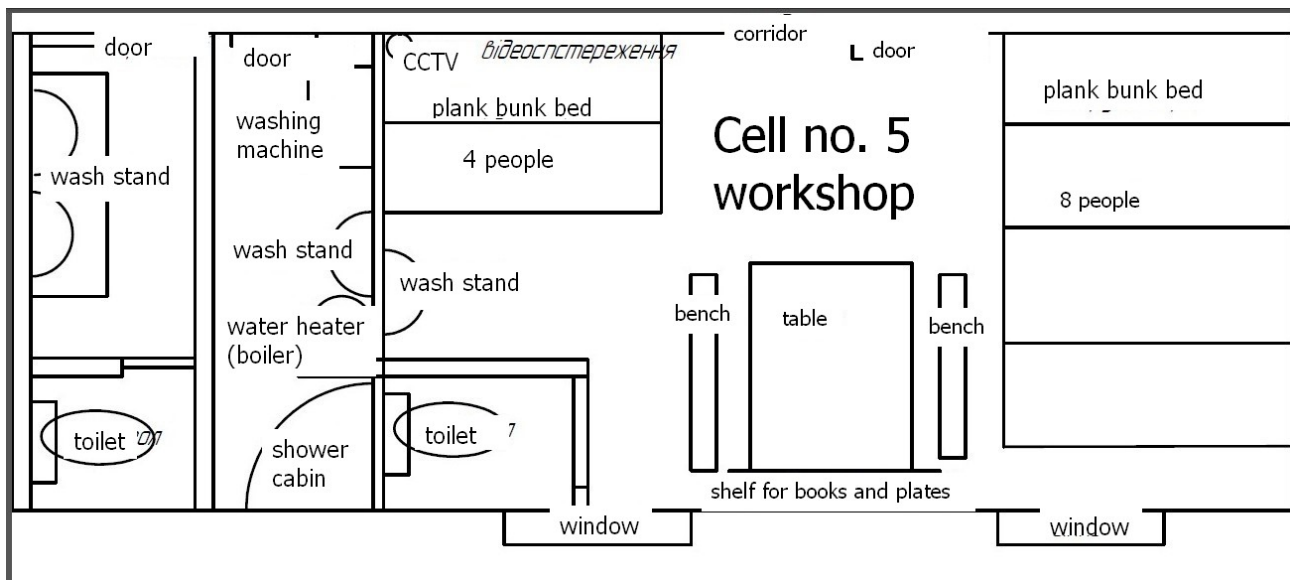 door
door
CCTV
відеоспстереження
corridor
door
plank bunk bed
plank bunk bed
washing
machine
4 people
Cell no. 5
workshop
wash stand
8 people
wash stand
wash stand
water heater
(boiler)
bench
table
bench
toilet
shower
cabin
toilet
shelf for books and plates
window
window